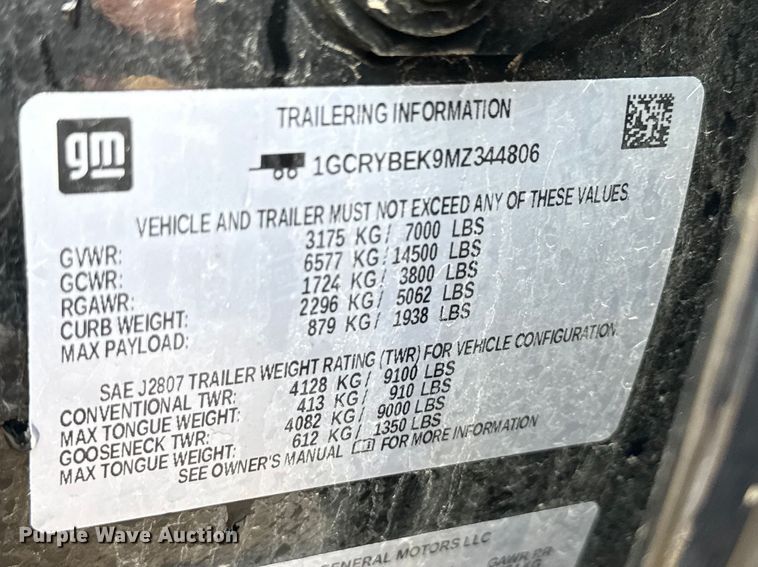 gm
TRAILERING INFORMATION
1GCRYBEK9MZ344806
VEHICLE AND TRAILER MUST NOT EXCEED ANY OF THESE VALUES
GVWR: 3175 KG/ 7000 LBS
GCWR: 6577 KG/ 14500 LBS
RGAWR: 1724 KG/ 3800 LBS
CURB WEIGHT: 2296 KG/ 5062 LBS
MAX PAYLOAD: 879 KG/ 1938 LBS
SAE J2807 TRAILER WEIGHT RATING (TWR) FOR VEHICLE CONFIGURATION
CONVENTIONAL TWR: 4128 KG/ 9100 LBS
MAX TONGUE WEIGHT: 413 KG/ 910 LBS
GOOSENECK TWR: 4082 KG/ 9000 LBS
MAX TONGUE WEIGHT: 612 KG/ 1350 LBS
SEE OWNER'S MANUAL FOR MORE INFORMATION
GENERAL MOTORS LLC
GAWR RR
Purple Wave Auction